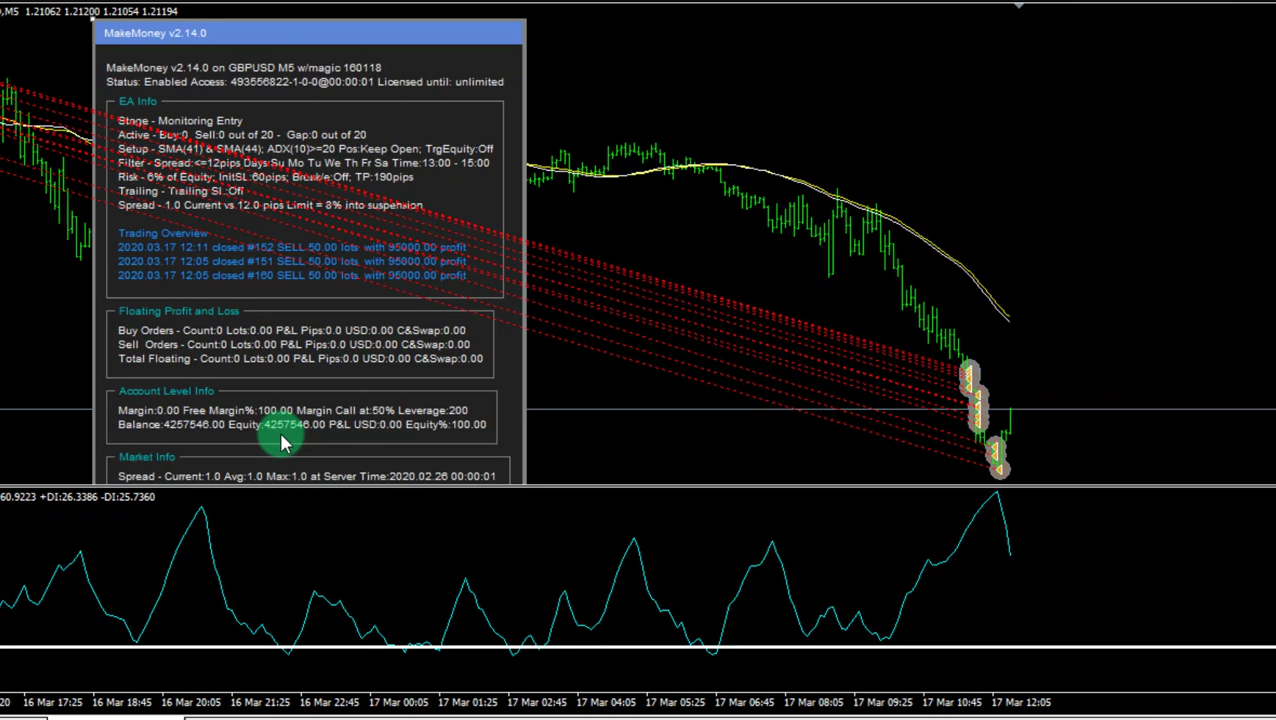 ,M5 1.21062 1.21200 1.21054 1.21194
MakeMoney v2.14.0
MakeMoney v2.14.0 on GBPUSD M5 w/magic 160118
Status: Enabled Access: 493556822-1-0-0@00:00:01 Licensed until: unlimited
EA Info
Stage - Monitoring Entry
Active - Buy:0, Sell:0 out of 20 - Gap:0 out of 20
Setup - SMA(41) & SMA(44); ADX(10)>=20 Pos:Keep Open; TrgEquity:Off
Filter - Spread:<=12pips Days:Su Mo Tu We Th Fr Sa Time:13:00 - 15:00
Risk - 6% of Equity; InitSL:60pips; Break/e:Off; TP:190pips
Trailing - Trailing SL:Off
Spread - 1.0 Current vs 12.0 pips Limit = 8% into suspension
Trading Overview
2020 03.17 12:11 closed #152 SELL 50.00 lots with 95000.00 profit
2020 03.17 12:05 closed #151 SELL 50.00 lots with 95000.00 profit
2020 03.17 12:05 closed #160 SELL 50.00 lots with 95000.00 profit
Floating Profit and Loss
Buy Orders - Count:0 Lots:0.00 P&L Pips:0.0 USD:0.00 C&Swap:0.00
Sell Orders - Count:0 Lots:0.00 P&L Pips:0.0 USD:0.00 C&Swap:0.00
Total Floating - Count:0 Lots:0.00 P&L Pips:0.0 USD:0.00 C&Swap:0.00
Account Level Info
Margin:0.00 Free Margin%:100.00 Margin Call at:50% Leverage:200
Balance:4257546.00 Equity:4257546.00 P&L USD:0.00 Equity%:100.00
Market Info
Spread - Current:1.0 Avg:1.0 Max:1.0 at Server Time:2020.02.26 00:00:01
60.9223 +DI:26.3386 -DI:25.7360
20 16 Mar 17:25 16 Mar 18:45 16 Mar 20:05 16 Mar 21:25 16 Mar 22:45 17 Mar 00:05 17 Mar 01:25 17 Mar 02:45 17 Mar 04:05 17 Mar 05:25 17 Mar 06:45 17 Mar 08:05 17 Mar 09:25 17 Mar 10:45 17 Mar 12:05